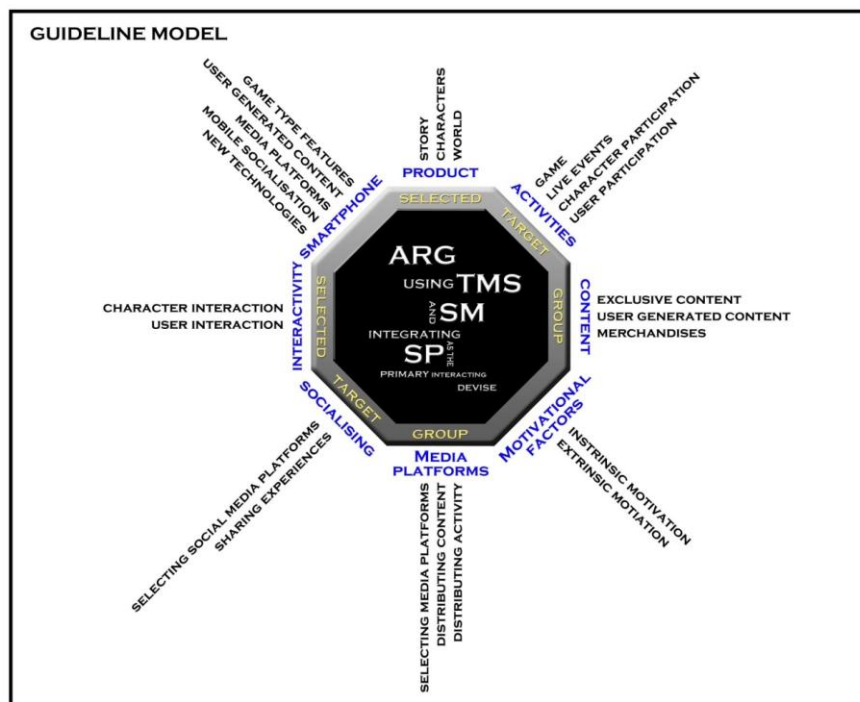 GUIDELINE MODEL
GAME TYPE FEATURES
USER GENERATED CONTENT
MEDIA PLATFORMS
MOBILE SOCIALISATION
NEW TECHNOLOGIES
SMARTPHONE
STORY
CHARACTERS
WORLD
PRODUCT
GAME
LIVE EVENTS
CHARACTER PARTICIPATION
USER PARTICIPATION
ACTIVITIES
SELECTED
TARGET
GROUP
EXCLUSIVE CONTENT
USER GENERATED CONTENT
MERCHANDISES
CONTENT
CHARACTER INTERACTION
USER INTERACTION
INTERACTIVITY
SELECTED
TARGET
GROUP
ARG
USING TMS
AND SM
INTEGRATING
SP AS THE
PRIMARY INTERACTING
DEVISE
SOCIALISING
SELECTING SOCIAL MEDIA PLATFORMS
SHARING EXPERIENCES
MEDIA
PLATFORMS
SELECTING MEDIA PLATFORMS
DISTRIBUTING CONTENT
DISTRIBUTING ACTIVITY
MOTIVATIONAL
FACTORS
INSTRINSIC MOTIVATION
EXTRINSIC MOTIATION